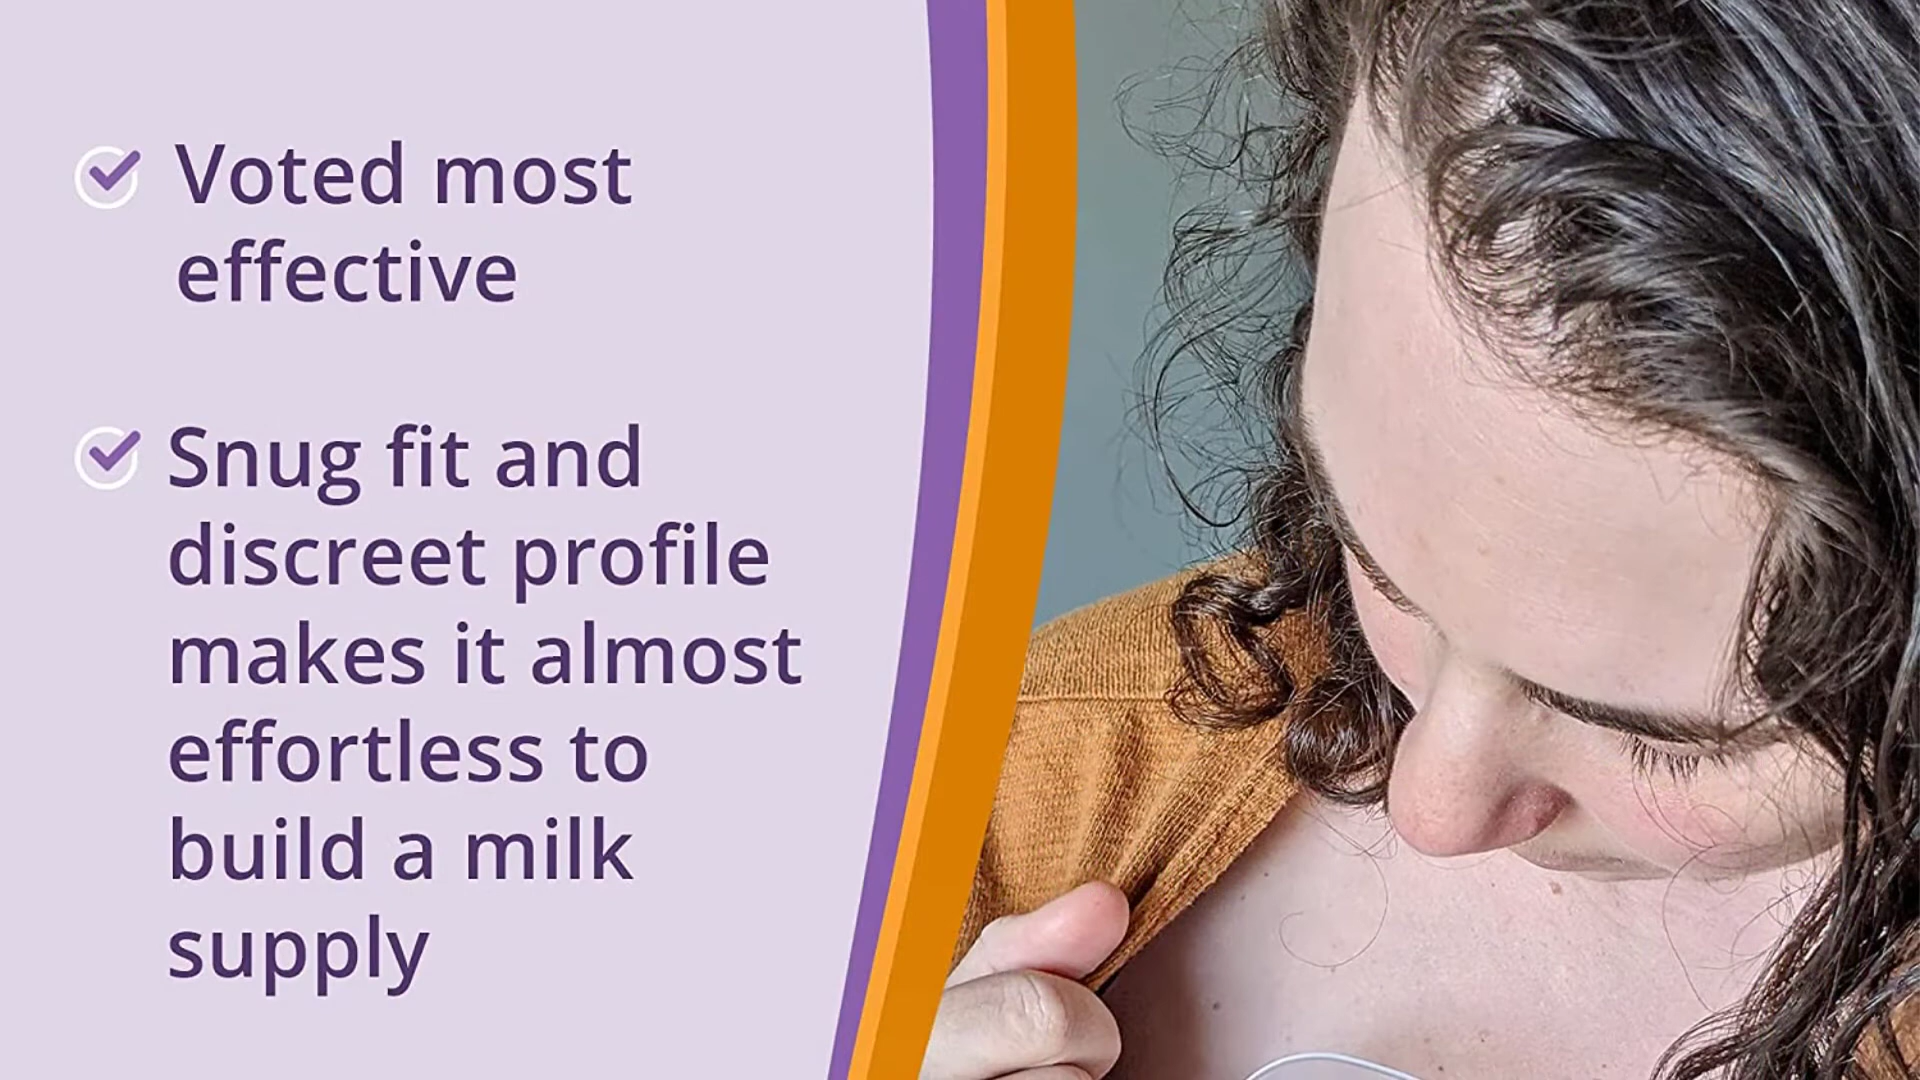 Voted most
effective
Snug fit and
discreet profile
makes it almost
effortless to
build a milk
supply